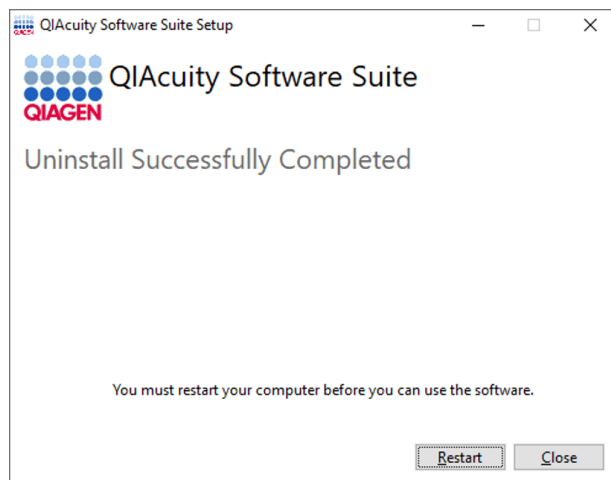 QIAcuity Software Suite Setup
QIAcuity Software Suite
QIAGEN
Uninstall Successfully Completed
You must restart your computer before you can use the software.
Restart
Close